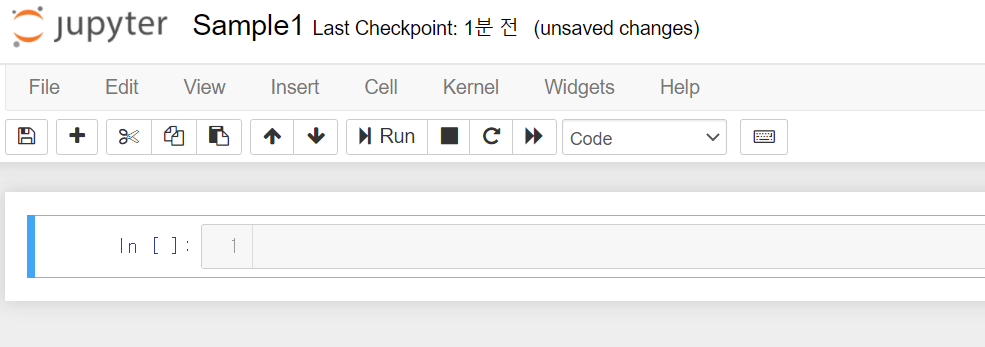 jupyter Sample1 Last Checkpoint: 1분 전 (unsaved changes)
File Edit View Insert Cell Kernel Widgets Help
Run Code
In [ ]: 1